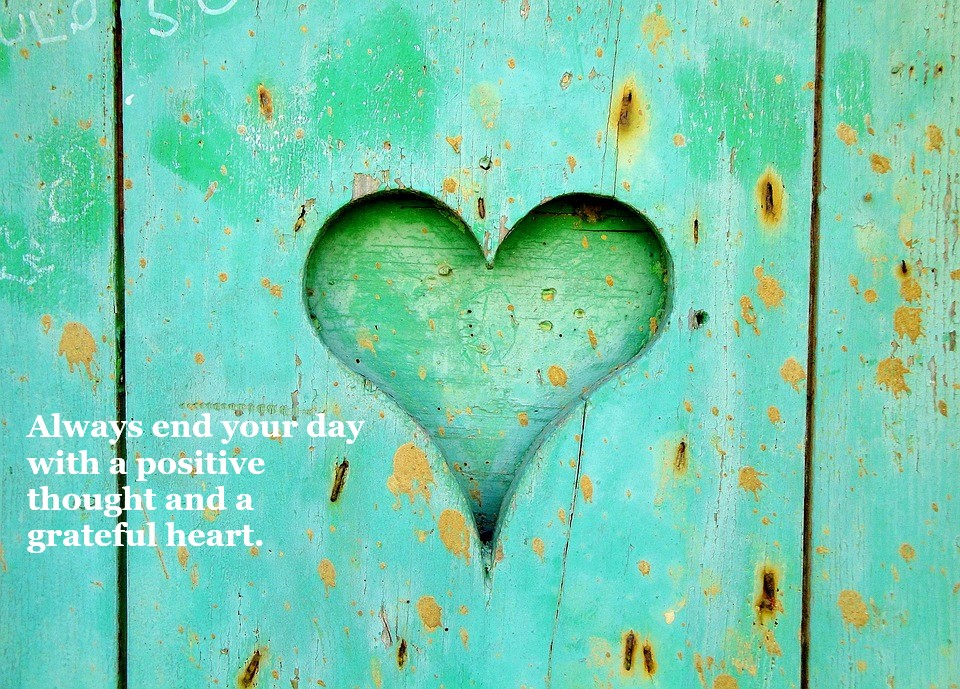 Always end your day
with a positive
thought and a
grateful heart.